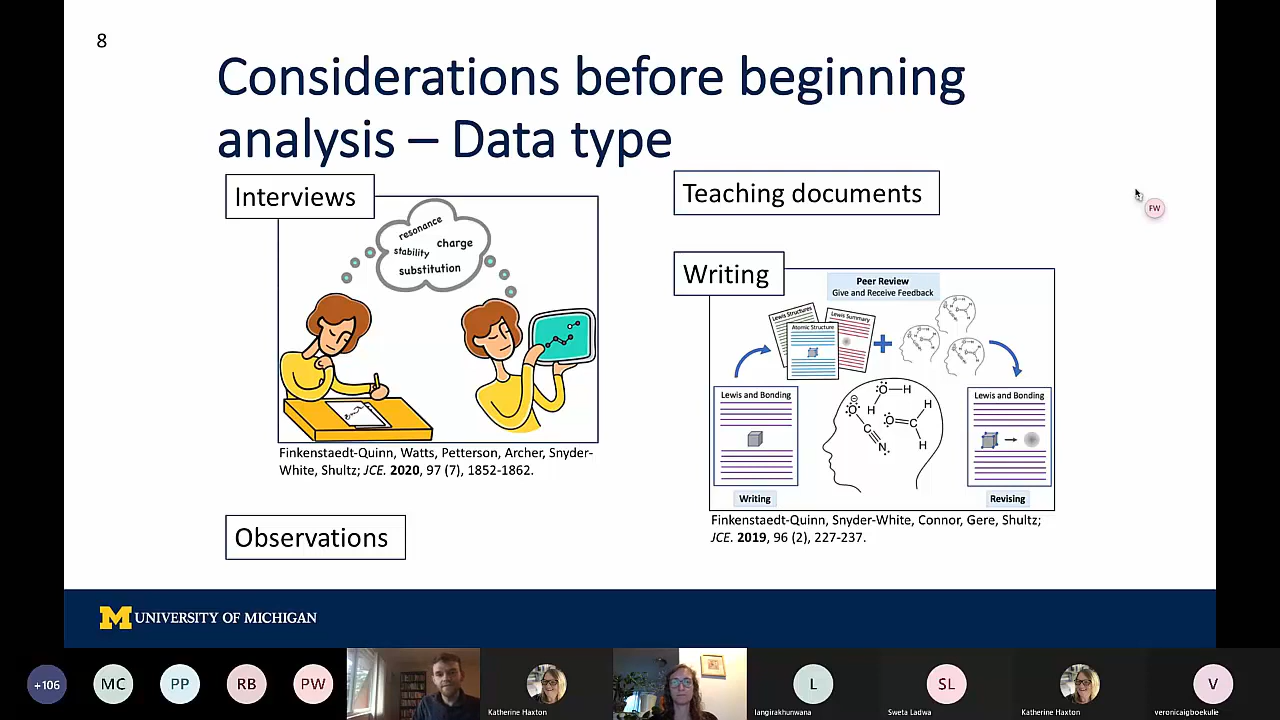 8
Considerations before beginning
analysis – Data type
Interviews
resonance
charge
stability
substitution
Finkenstaedt-Quinn, Watts, Petterson, Archer, Snyder-
White, Shultz; JCE. 2020, 97 (7), 1852-1862.
Observations
Teaching documents
Writing
Peer Review
Give and Receive Feedback
Lewis Structures
Atomic Structure
Lewis Summary
Lewis and Bonding
Writing
O—H
H
O
C
N
O=C
H
H
Lewis and Bonding
Revising
Finkenstaedt-Quinn, Snyder-White, Connor, Gere, Shultz;
JCE. 2019, 96 (2), 227-237.
FW
M UNIVERSITY OF MICHIGAN
+106
MC
PP
RB
PW
Katherine Haxton
L
langirakhunwana
SL
Sweta Ladwa
Katherine Haxton
V
veronicaigboekulie